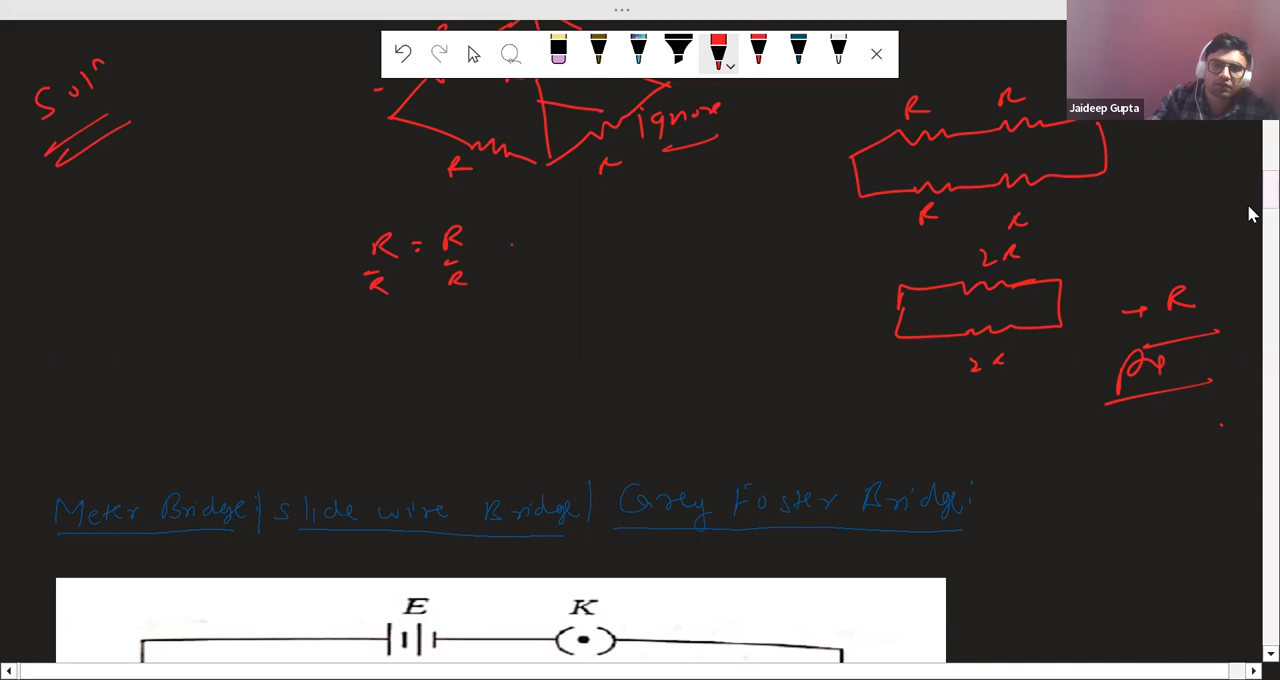 Jaideep Gupta
Solⁿ
ignore
R R
R R
R R
R = R
R R
2R
2R
→ R
Meter Bridge | slide wire Bridge | Carey Foster Bridge:
E K